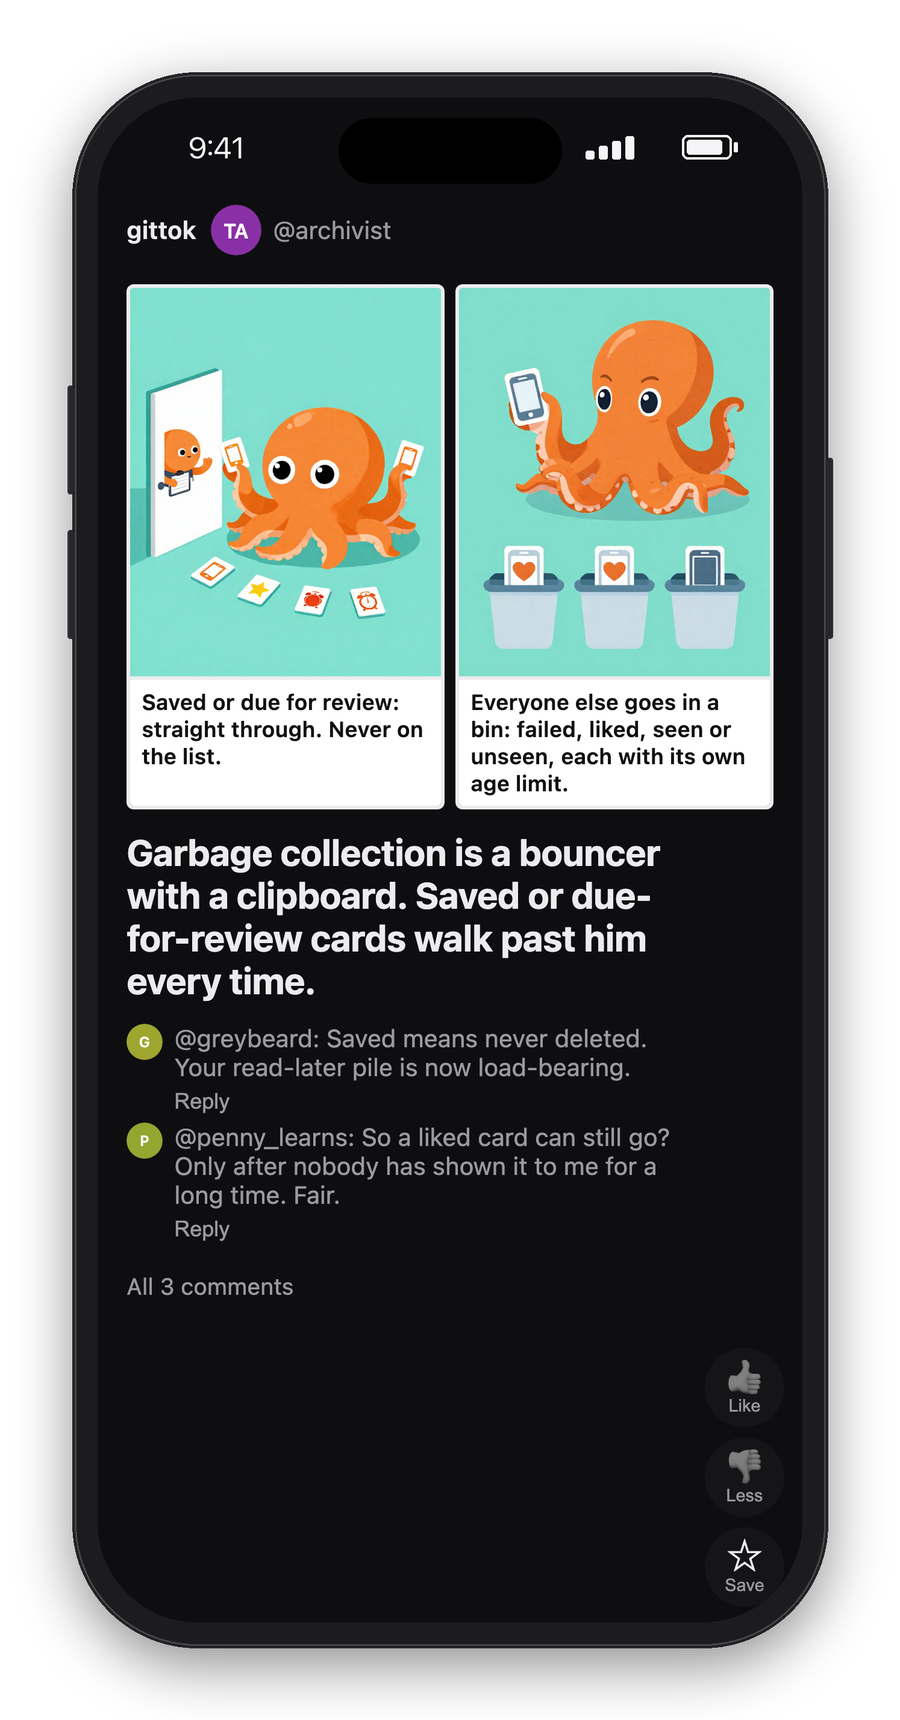 9:41
gittok TA @archivist
Saved or due for review:
straight through. Never on
the list.
Everyone else goes in a
bin: failed, liked, seen or
unseen, each with its own
age limit.
Garbage collection is a bouncer
with a clipboard. Saved or due-
for-review cards walk past him
every time.
G @greybeard: Saved means never deleted.
Your read-later pile is now load-bearing.
Reply
P @penny_learns: So a liked card can still go?
Only after nobody has shown it to me for a
long time. Fair.
Reply
All 3 comments
Like
Less
Save